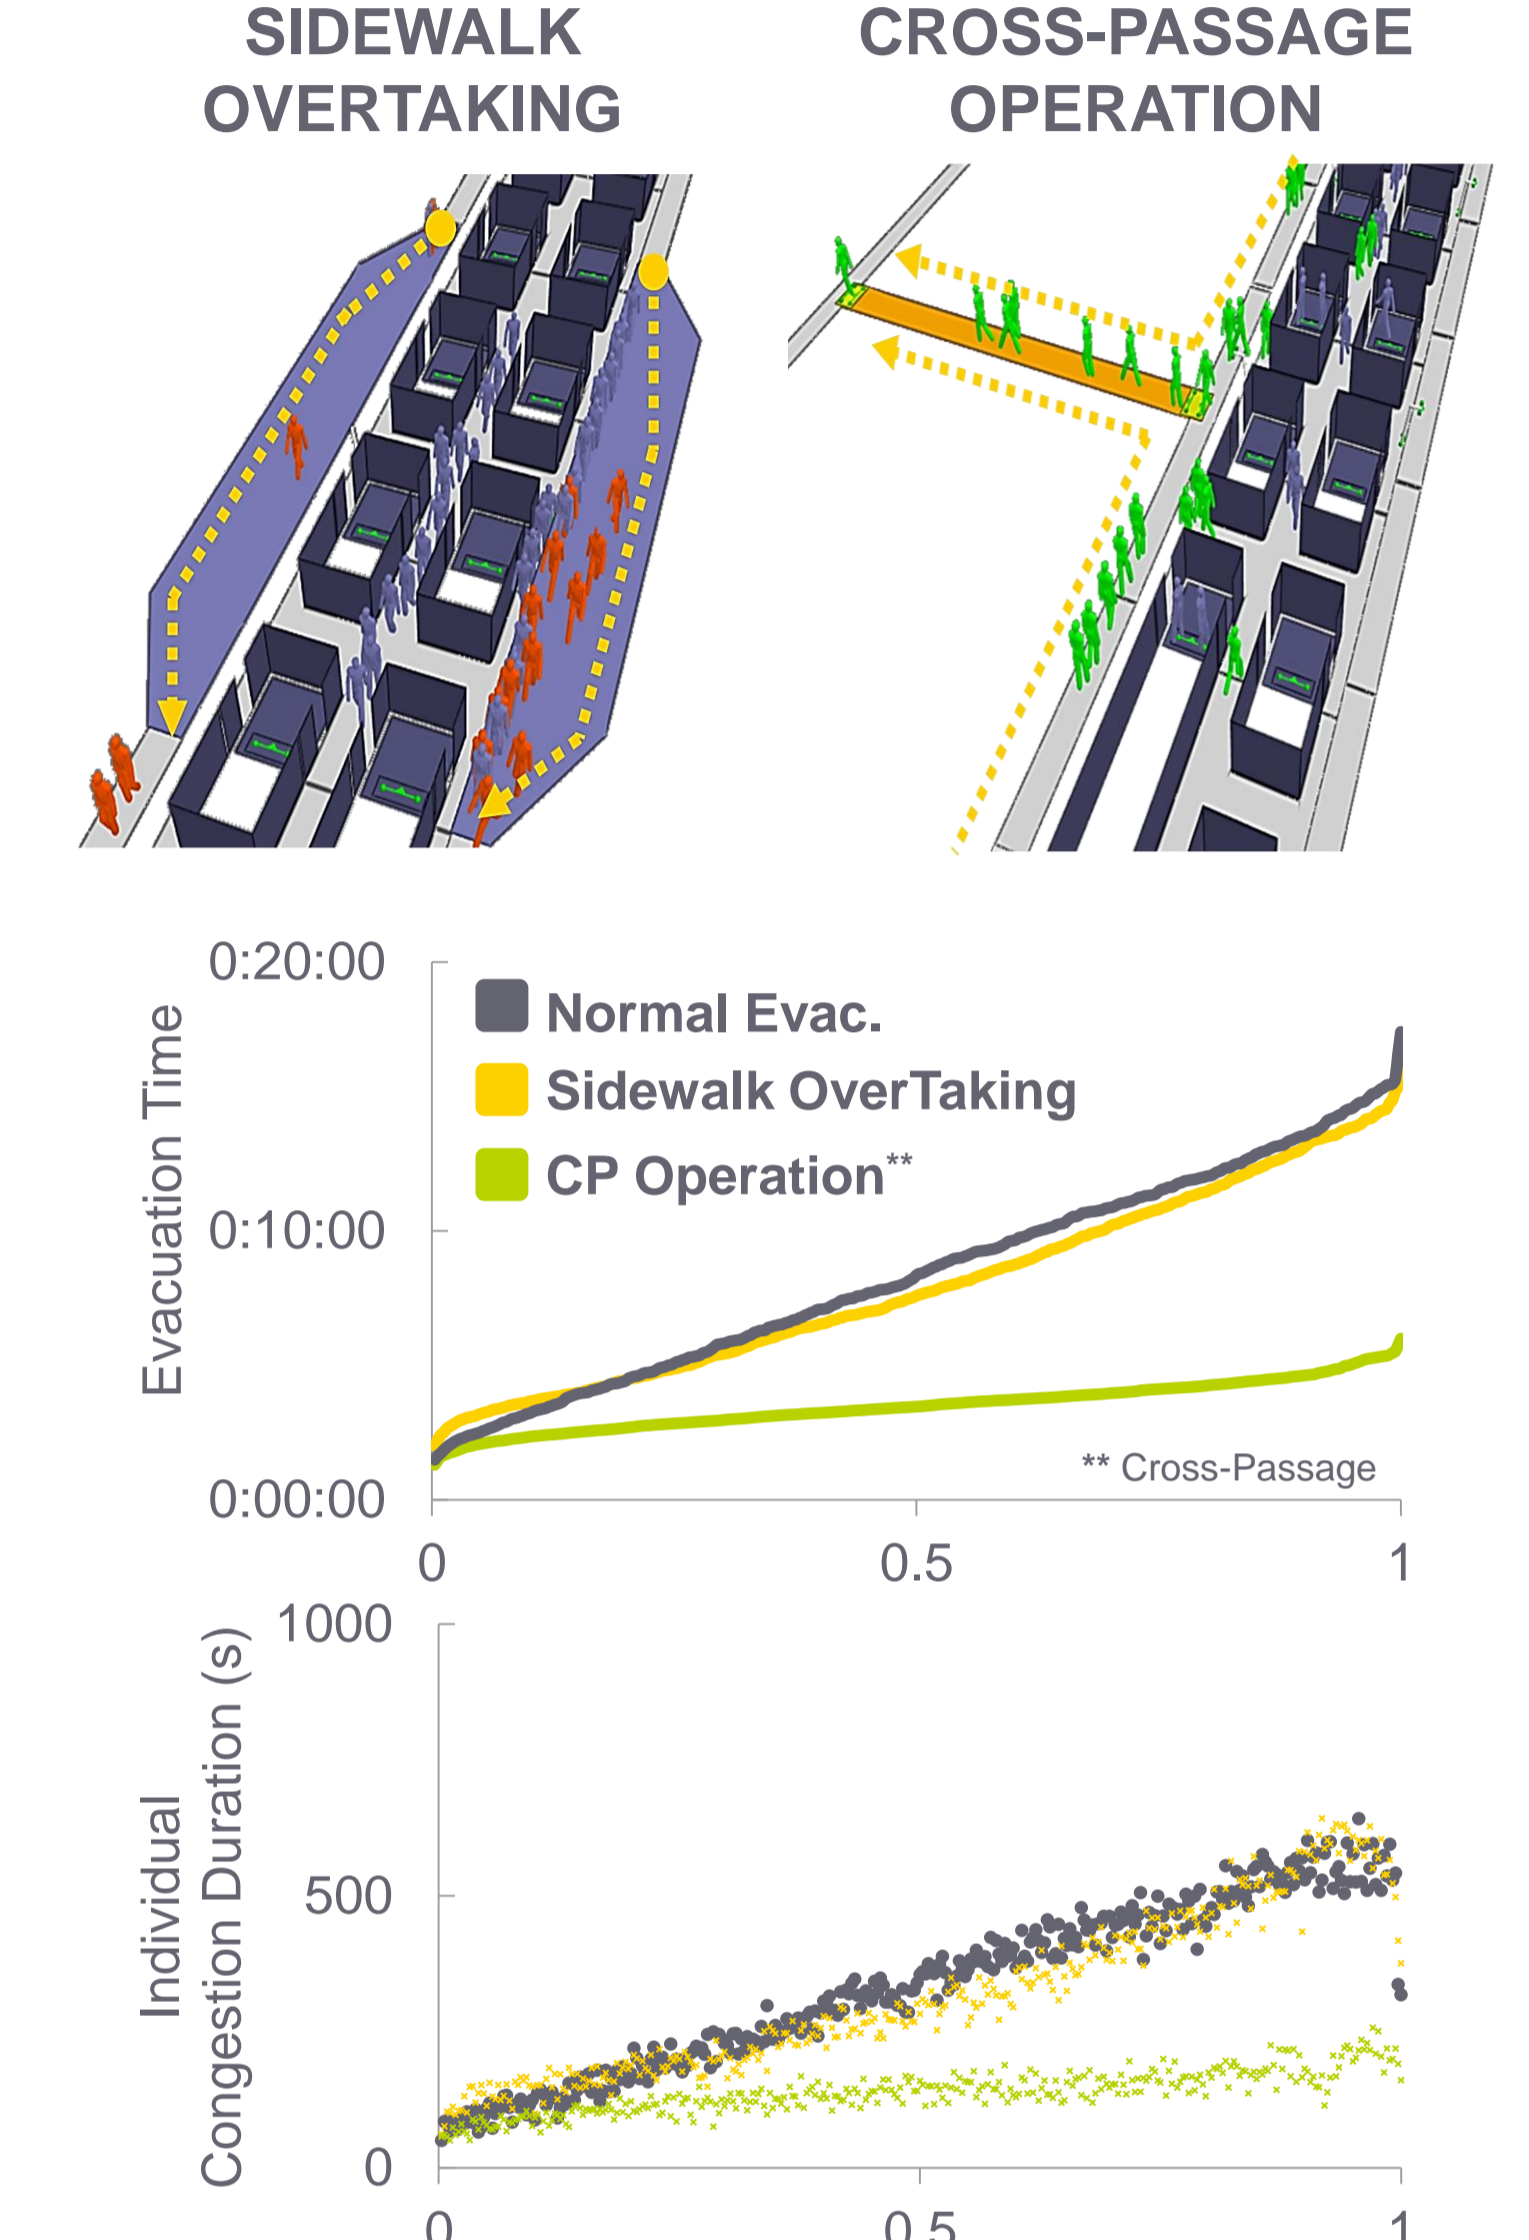 SIDEWALK
OVERTAKING
CROSS-PASSAGE
OPERATION
0:20:00
0:10:00
0:00:00
Evacuation Time
Normal Evac.
Sidewalk OverTaking
CP Operation**
** Cross-Passage
0
0.5
1
1000
500
0
Individual
Congestion Duration (s)
0
0.5
1